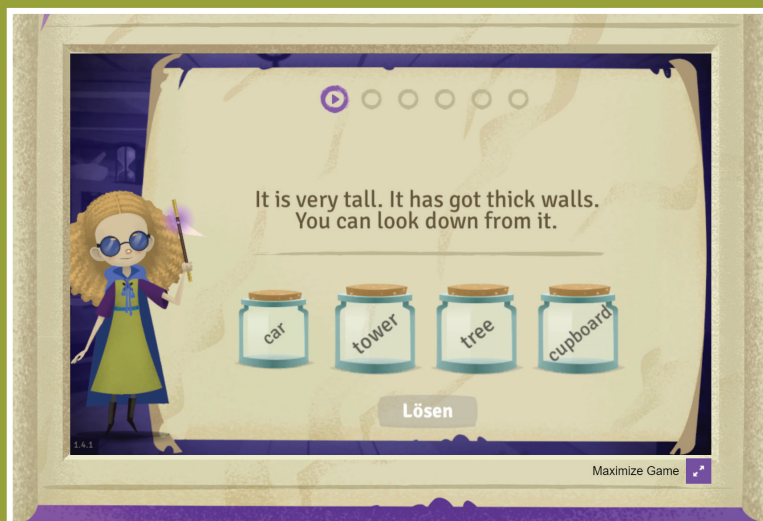 It is very tall. It has got thick walls.
You can look down from it.
car
tower
tree
cupboard
Lösen
1.4.1
Maximize Game